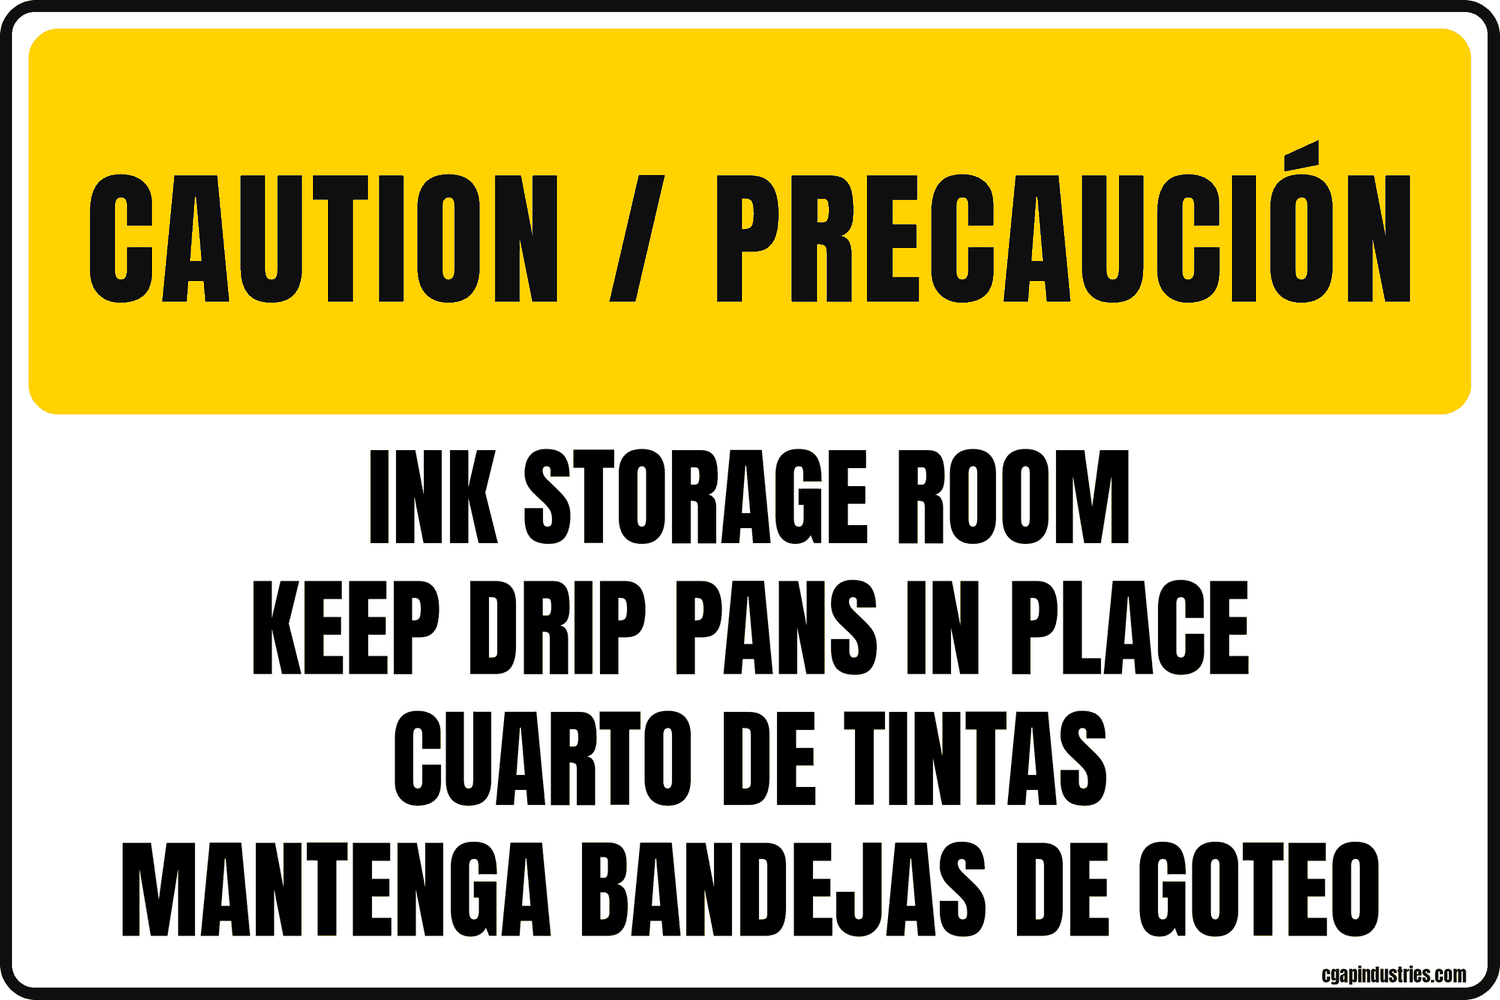 CAUTION / PRECAUCIÓN
INK STORAGE ROOM
KEEP DRIP PANS IN PLACE
CUARTO DE TINTAS
MANTENGA BANDEJAS DE GOTEO
cgapindustries.com